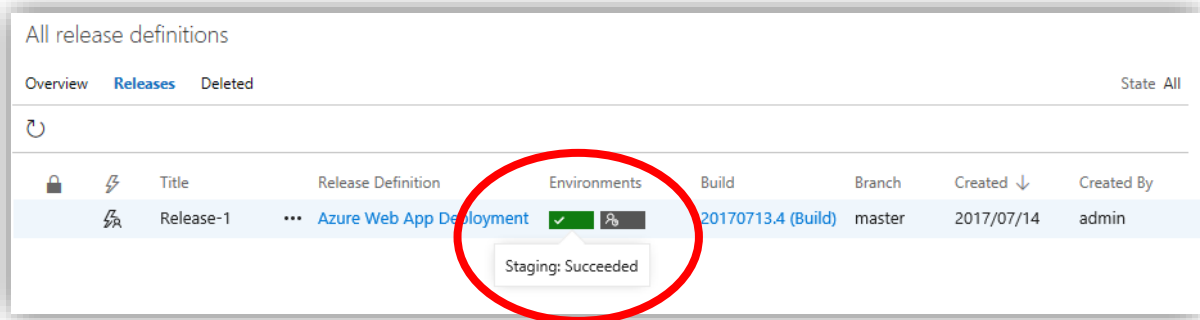 All release definitions
Overview Releases Deleted State All
Title Release Definition Environments Build Branch Created ↓ Created By
Release-1 ••• Azure Web App Deployment 20170713.4 (Build) master 2017/07/14 admin
Staging: Succeeded